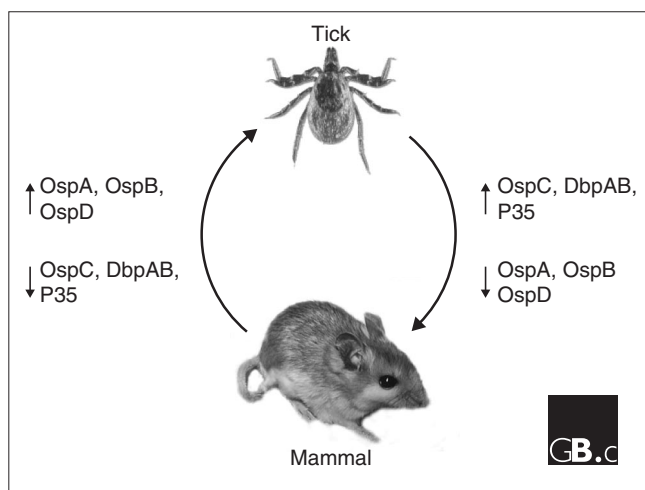 Tick
↑ OspA, OspB,
OspD
↓ OspC, DbpAB,
P35
↑ OspC, DbpAB,
P35
↓ OspA, OspB
OspD
Mammal
GB.c